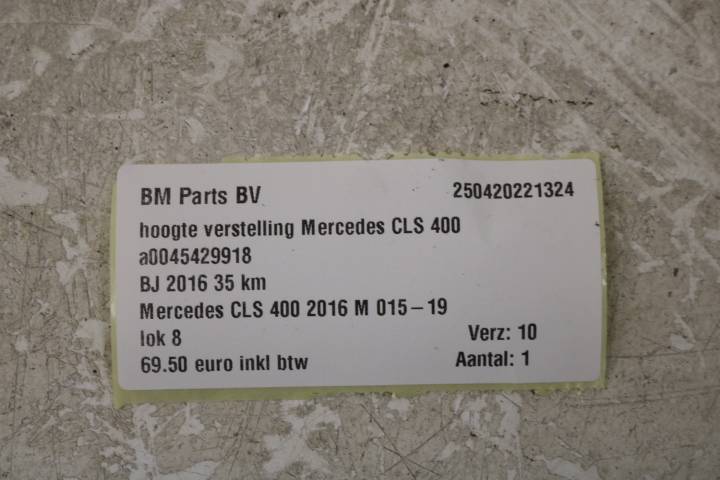 BM Parts BV 250420221324
hoogte verstelling Mercedes CLS 400
a0045429918
BJ 2016 35 km
Mercedes CLS 400 2016 M 015-19
lok 8 Verz: 10
69.50 euro inkl btw Aantal: 1